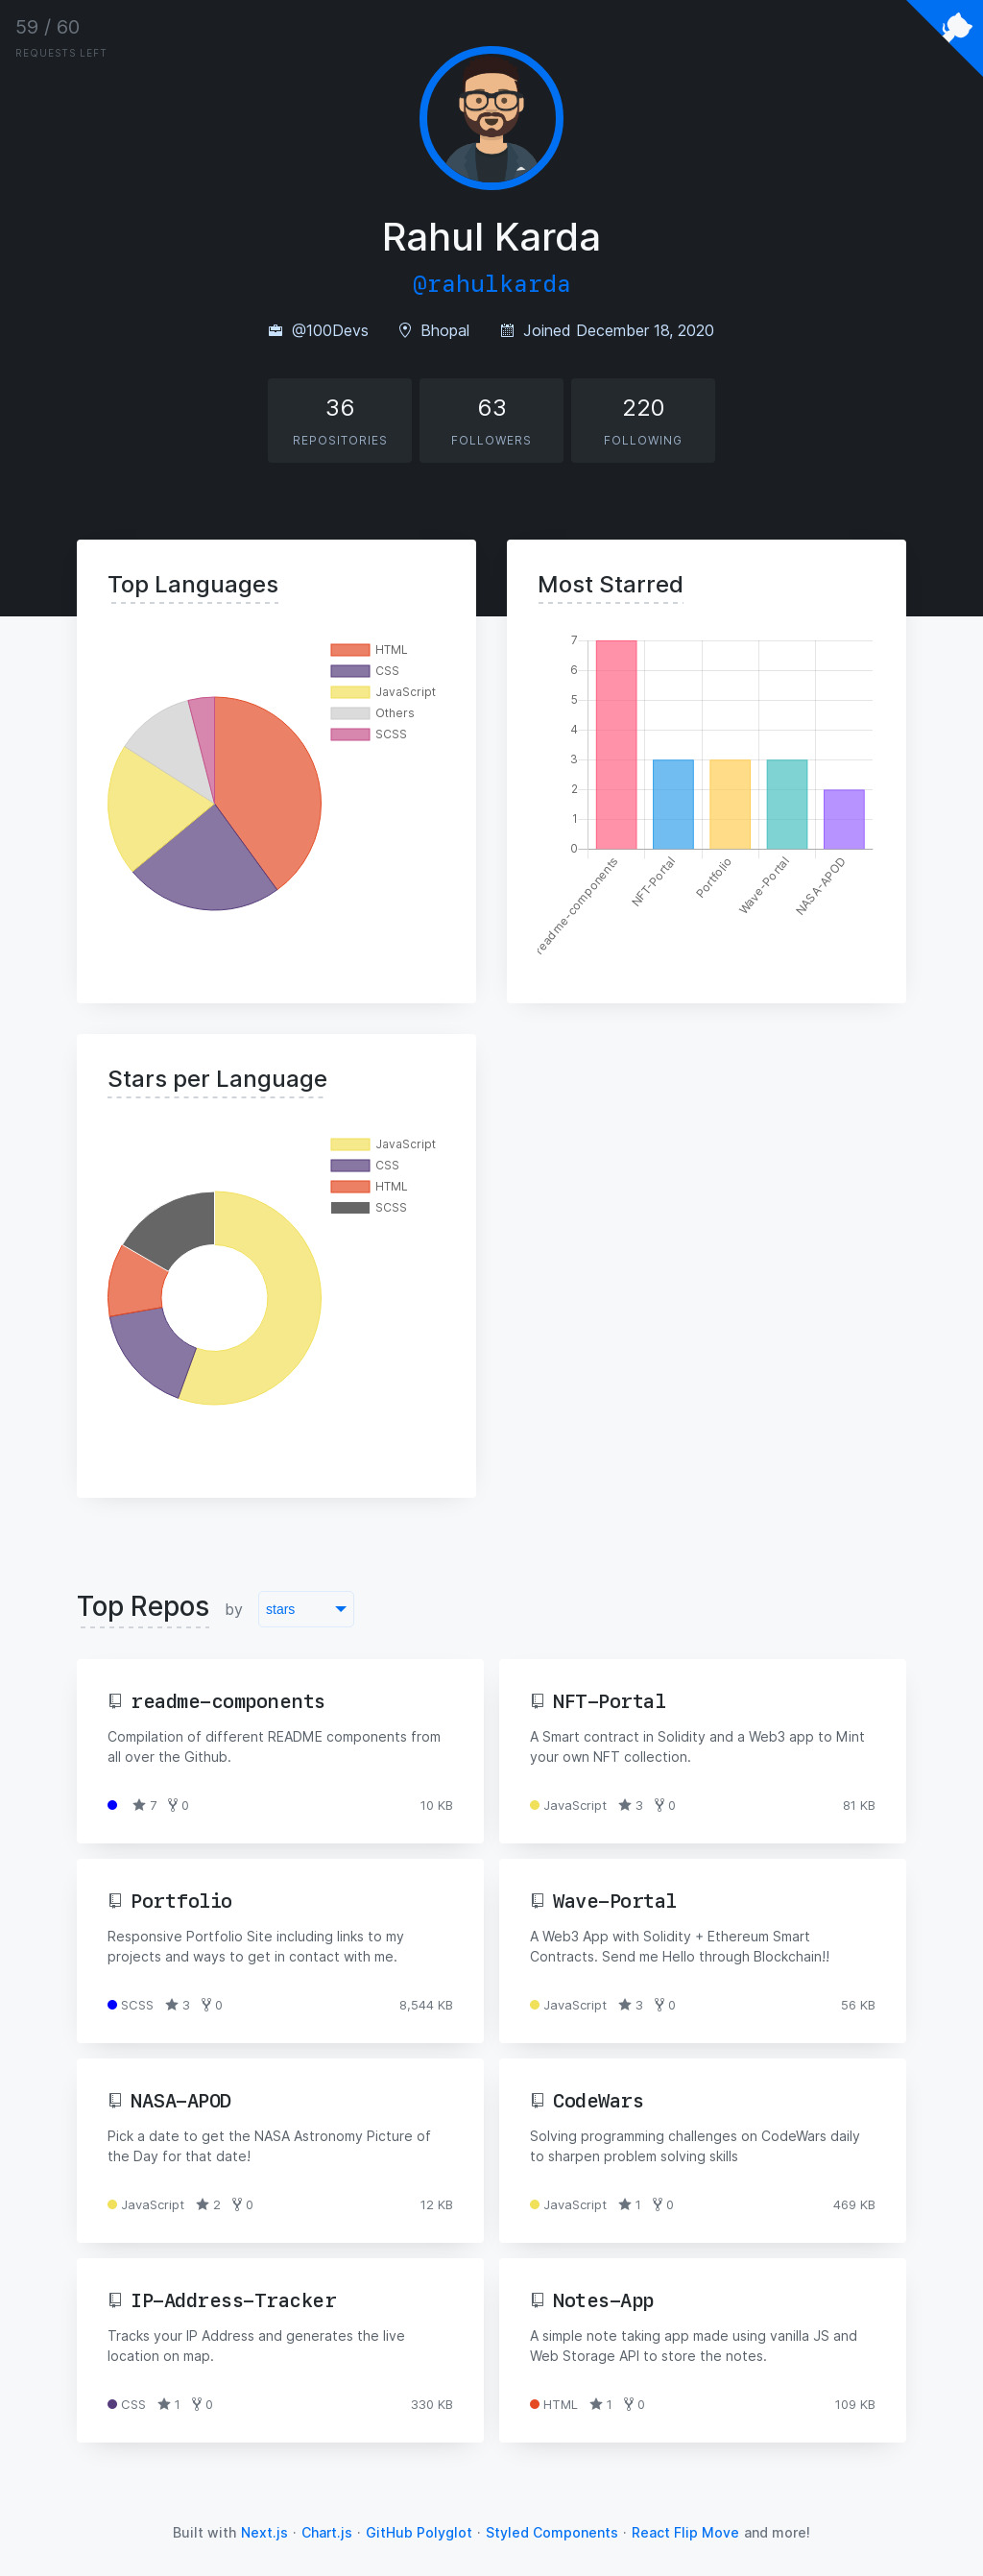 59 / 60
REQUESTS LEFT
Rahul Karda
@rahulkarda
@100Devs Bhopal Joined December 18, 2020
36 63 220
REPOSITORIES FOLLOWERS FOLLOWING
Top Languages
HTML
CSS
JavaScript
Others
SCSS
Most Starred
7
6
5
4
3
2
1
0
readme-components
NFT-Portal
Portfolio
Wave-Portal
NASA-APOD
Stars per Language
JavaScript
CSS
HTML
SCSS
Top Repos by stars
readme-components
Compilation of different README components from
all over the Github.
7 0 10 KB
NFT-Portal
A Smart contract in Solidity and a Web3 app to Mint
your own NFT collection.
JavaScript 3 0 81 KB
Portfolio
Responsive Portfolio Site including links to my
projects and ways to get in contact with me.
SCSS 3 0 8,544 KB
Wave-Portal
A Web3 App with Solidity + Ethereum Smart
Contracts. Send me Hello through Blockchain!!
JavaScript 3 0 56 KB
NASA-APOD
Pick a date to get the NASA Astronomy Picture of
the Day for that date!
JavaScript 2 0 12 KB
CodeWars
Solving programming challenges on CodeWars daily
to sharpen problem solving skills
JavaScript 1 0 469 KB
IP-Address-Tracker
Tracks your IP Address and generates the live
location on map.
CSS 1 0 330 KB
Notes-App
A simple note taking app made using vanilla JS and
Web Storage API to store the notes.
HTML 1 0 109 KB
Built with Next.js · Chart.js · GitHub Polyglot · Styled Components · React Flip Move and more!